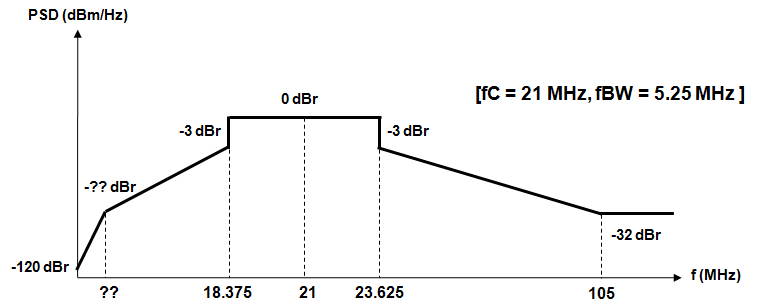 PSD (dBm/Hz)
0 dBr
[fC = 21 MHz, fBW = 5.25 MHz ]
-3 dBr
-3 dBr
-?? dBr
-32 dBr
-120 dBr
f (MHz)
??
18.375
21
23.625
105